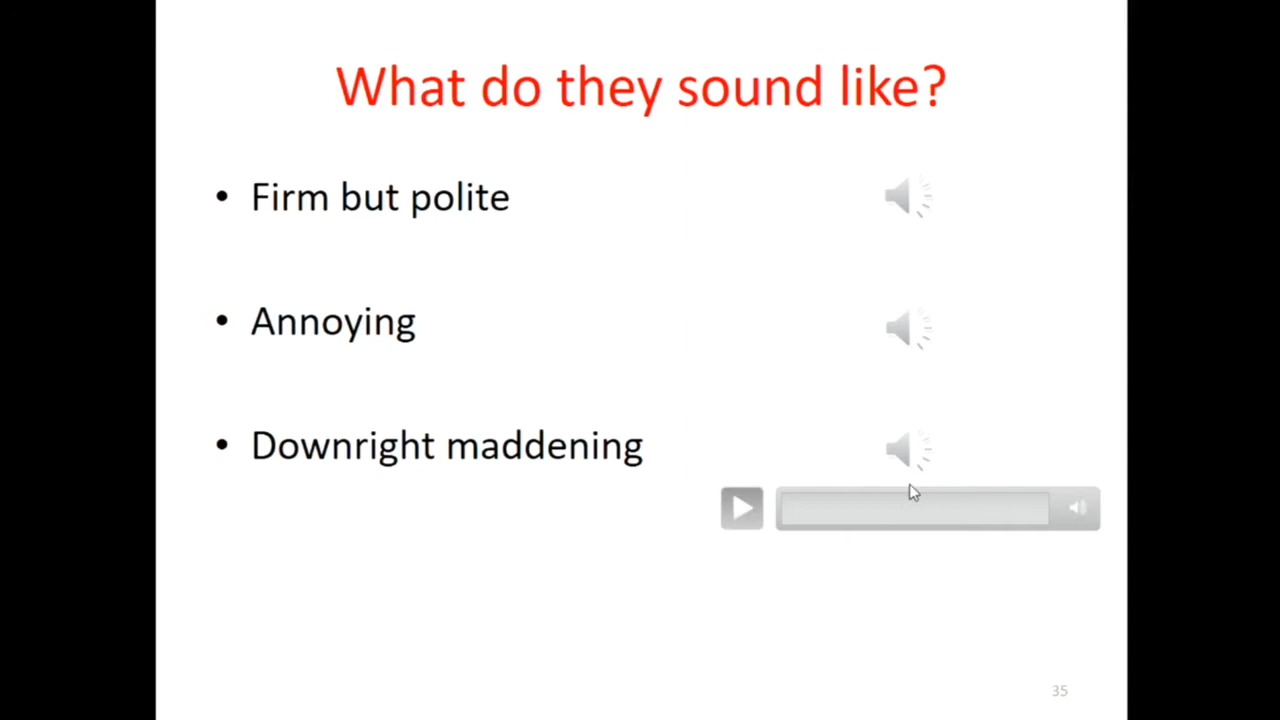 What do they sound like?
• Firm but polite
• Annoying
• Downright maddening
35